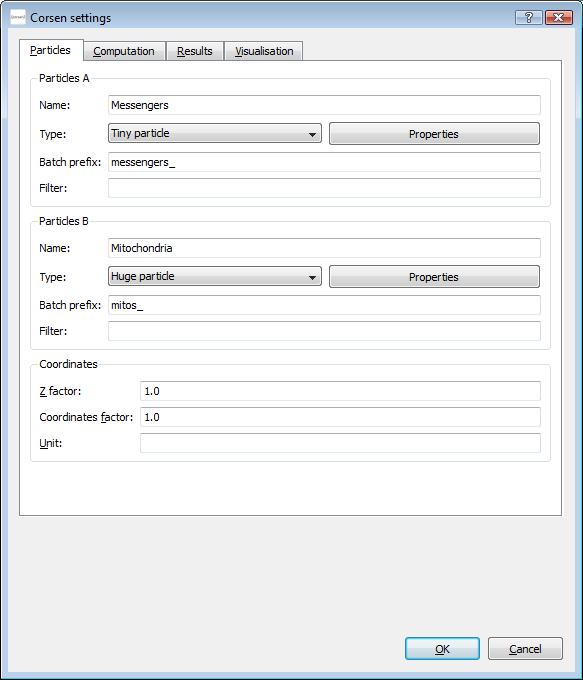 Corsen settings
Particles
Computation
Results
Visualisation
Particles A
Name: Messengers
Type: Tiny particle Properties
Batch prefix: messengers_
Filter:
Particles B
Name: Mitochondria
Type: Huge particle Properties
Batch prefix: mitos_
Filter:
Coordinates
Z factor: 1.0
Coordinates factor: 1.0
Unit:
OK Cancel